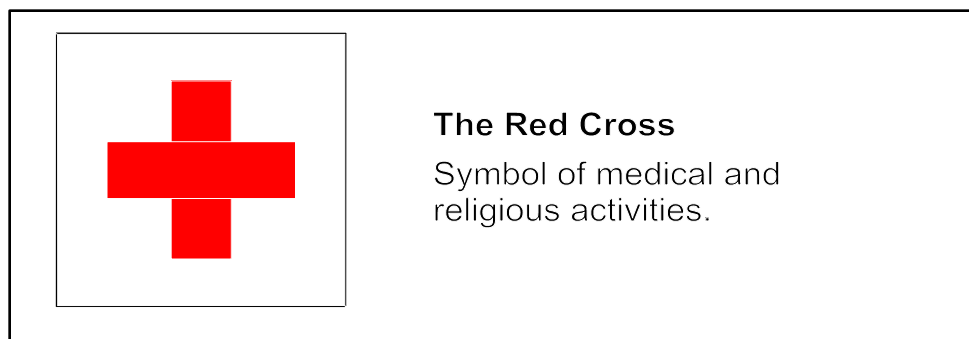 The Red Cross
Symbol of medical and
religious activities.